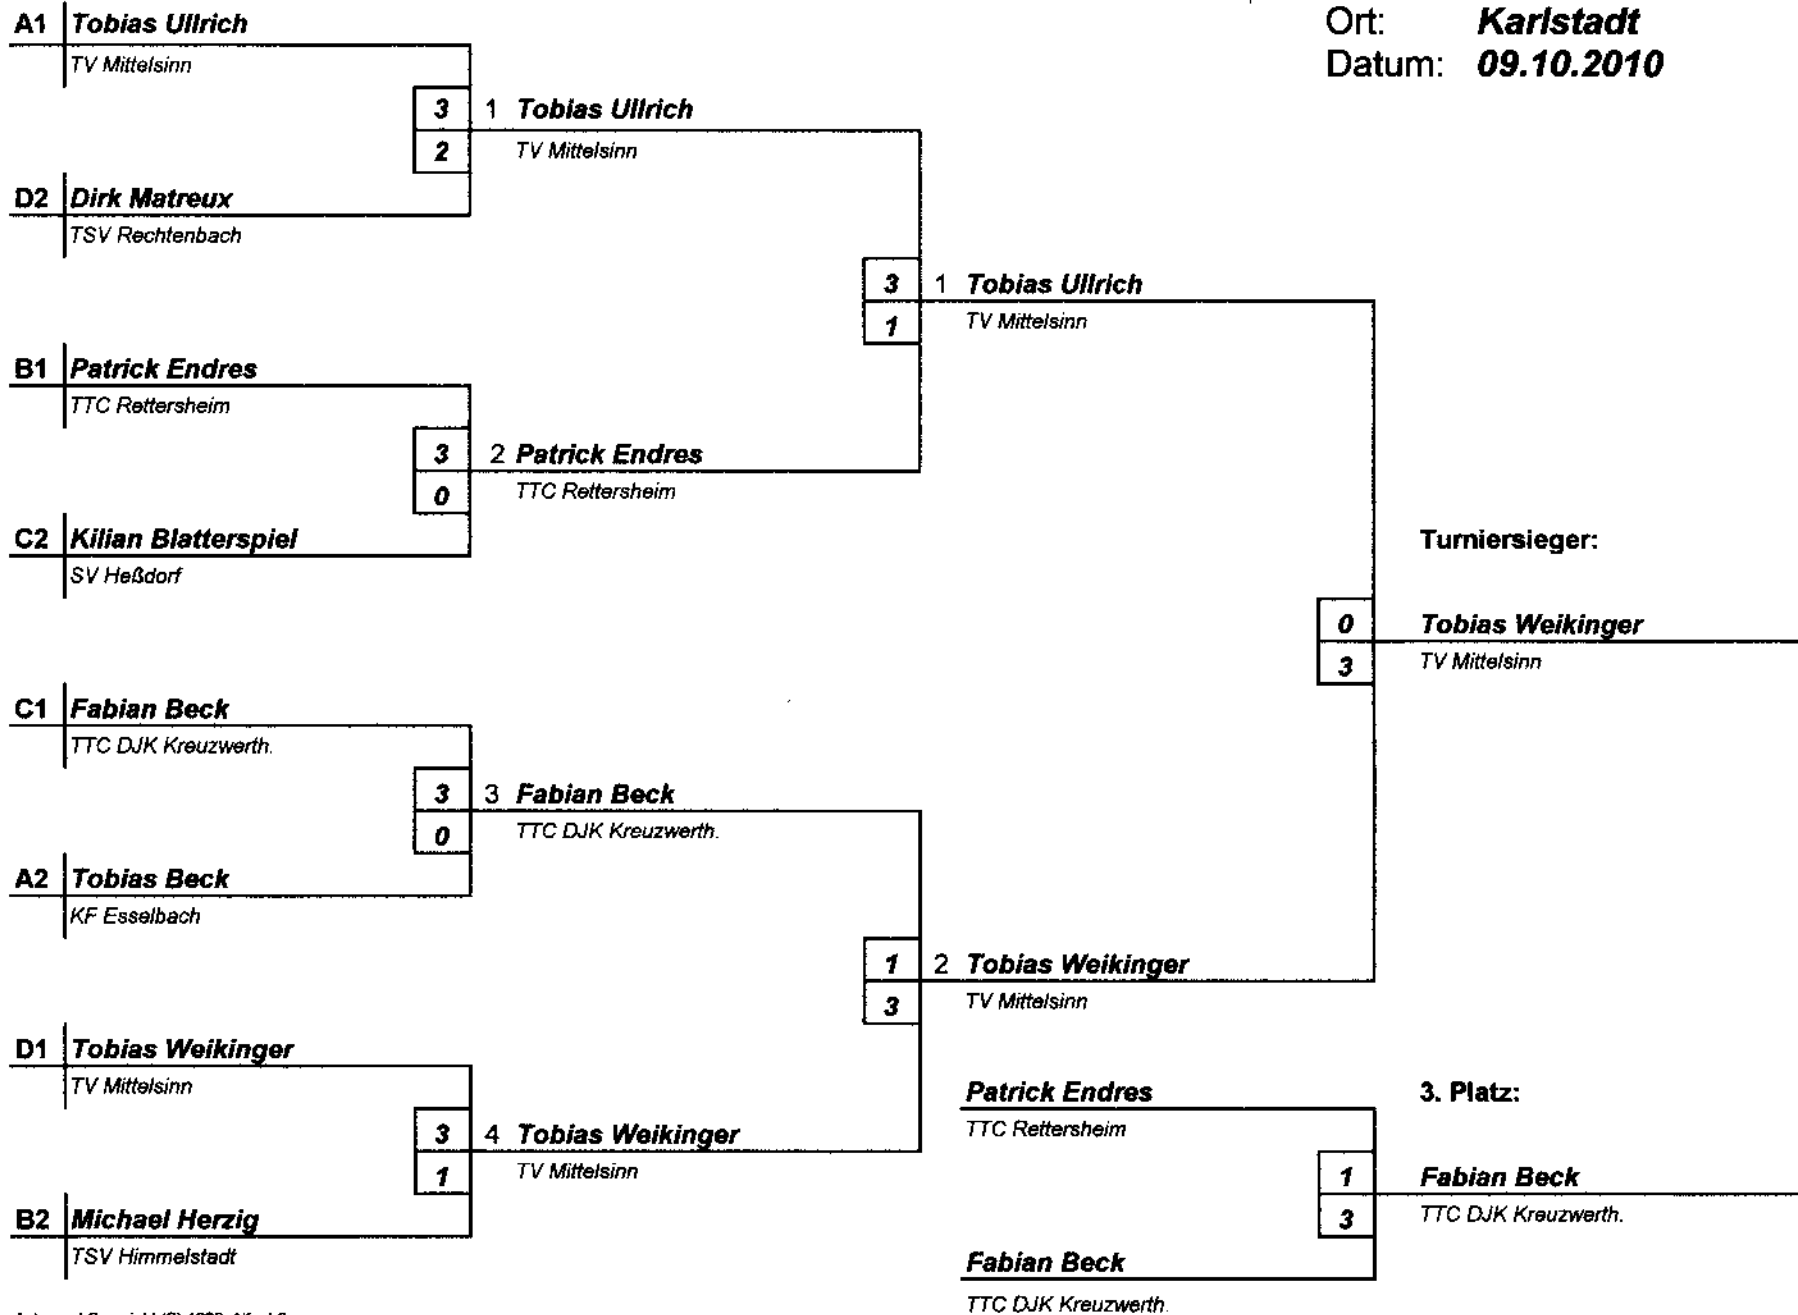 A1 Tobias Ullrich
TV Mittelsinn
Ort: Karlstadt
Datum: 09.10.2010
3 1 Tobias Ullrich
2 TV Mittelsinn
D2 Dirk Matreux
TSV Rechtenbach
3 1 Tobias Ullrich
1 TV Mittelsinn
B1 Patrick Endres
TTC Rettersheim
3 2 Patrick Endres
0 TTC Rettersheim
C2 Kilian Blatterspiel
SV Heßdorf
Turniersieger:
0 Tobias Weikinger
3 TV Mittelsinn
C1 Fabian Beck
TTC DJK Kreuzwerth.
3 3 Fabian Beck
0 TTC DJK Kreuzwerth.
A2 Tobias Beck
KF Esselbach
1 2 Tobias Weikinger
3 TV Mittelsinn
D1 Tobias Weikinger
TV Mittelsinn
3 4 Tobias Weikinger
1 TV Mittelsinn
B2 Michael Herzig
TSV Himmelstadt
Patrick Endres
TTC Rettersheim
3. Platz:
1 Fabian Beck
3 TTC DJK Kreuzwerth.
Fabian Beck
TTC DJK Kreuzwerth.